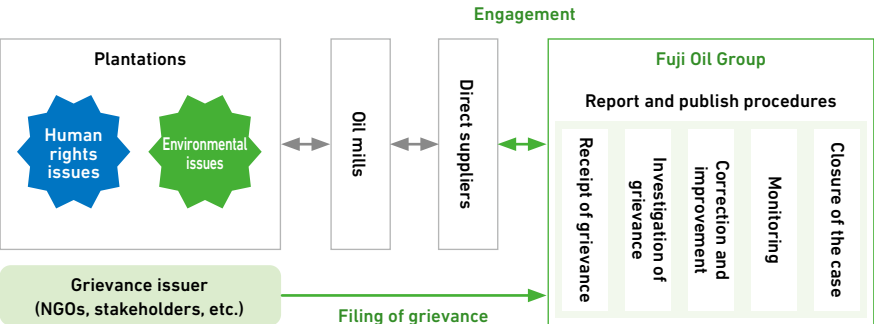 Engagement
Plantations
Human
rights
issues
Environmental
issues
Oil mills
Direct suppliers
Fuji Oil Group
Report and publish procedures
Receipt of grievance
Investigation of
grievance
Correction and
improvement
Monitoring
Closure of the case
Grievance issuer
(NGOs, stakeholders, etc.)
Filing of grievance